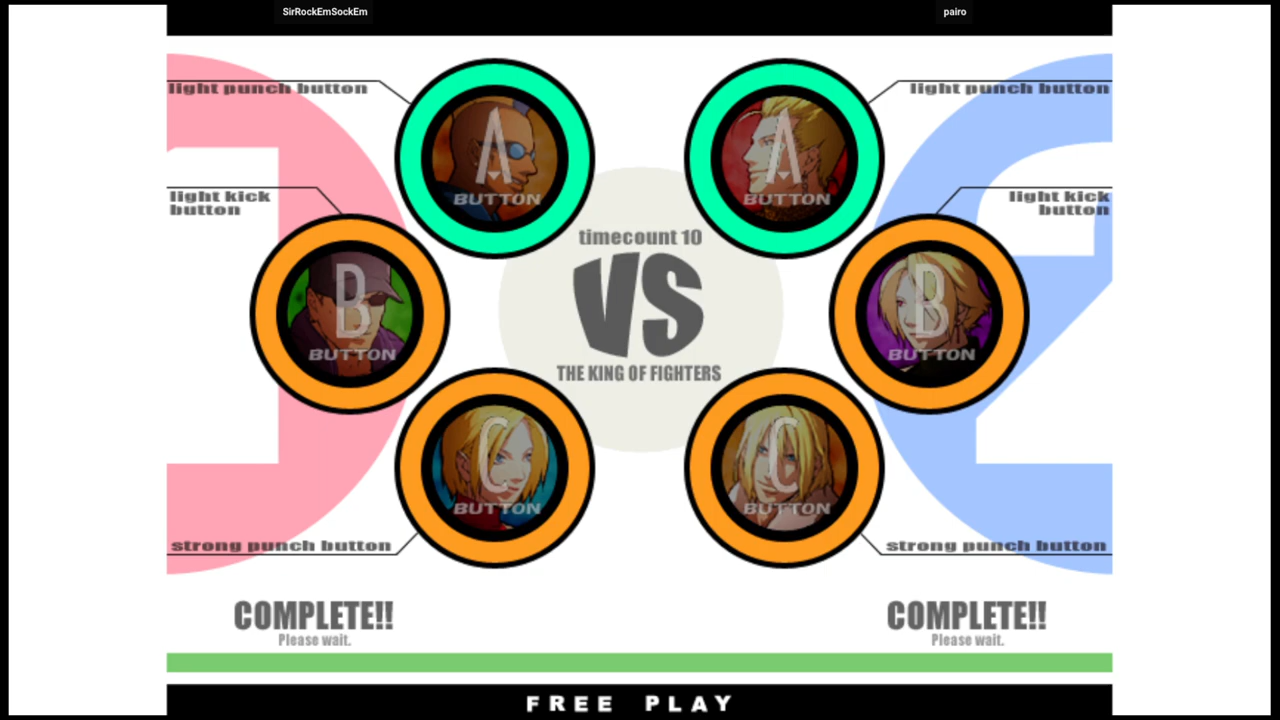 SirRockEmSockEm
pairo
light punch button
light punch button
A
BUTTON
A
BUTTON
light kick
button
light kick
button
timecount 10
VS
THE KING OF FIGHTERS
B
BUTTON
B
BUTTON
C
BUTTON
C
BUTTON
strong punch button
strong punch button
COMPLETE!!
Please wait.
COMPLETE!!
Please wait.
FREE PLAY
1
2